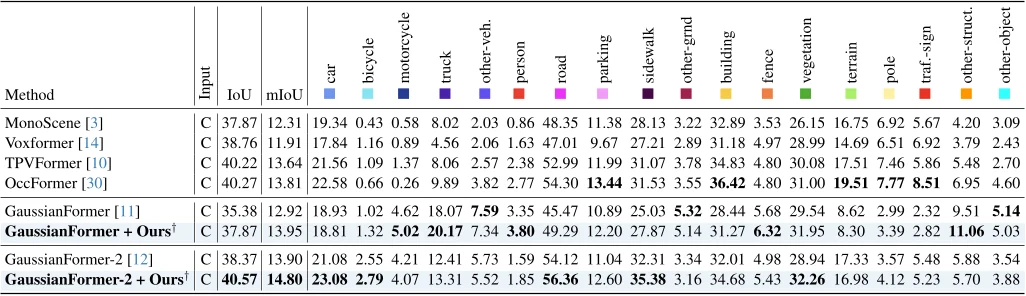 Method Input IoU mIoU car bicycle motorcycle truck other-veh. person road parking sidewalk other-grnd building fence vegetation terrain pole traf.-sign other-struct. other-object
MonoScene [3] C 37.87 12.31 19.34 0.43 0.58 8.02 2.03 0.86 48.35 11.38 28.13 3.22 32.89 3.53 26.15 16.75 6.92 5.67 4.20 3.09
Voxformer [14] C 38.76 11.91 17.84 1.16 0.89 4.56 2.06 1.63 47.01 9.67 27.21 2.89 31.18 4.97 28.99 14.69 6.51 6.92 3.79 2.43
TPVFormer [10] C 40.22 13.64 21.56 1.09 1.37 8.06 2.57 2.38 52.99 11.99 31.07 3.78 34.83 4.80 30.08 17.51 7.46 5.86 5.48 2.70
OccFormer [30] C 40.27 13.81 22.58 0.66 0.26 9.89 3.82 2.77 54.30 13.44 31.53 3.55 36.42 4.80 31.00 19.51 7.77 8.51 6.95 4.60
GaussianFormer [11] C 35.38 12.92 18.93 1.02 4.62 18.07 7.59 3.35 45.47 10.89 25.03 5.32 28.44 5.68 29.54 8.62 2.99 2.32 9.51 5.14
GaussianFormer + Ours† C 37.87 13.95 18.81 1.32 5.02 20.17 7.34 3.80 49.29 12.20 27.87 5.14 31.27 6.32 31.95 8.30 3.39 2.82 11.06 5.03
GaussianFormer-2 [12] C 38.37 13.90 21.08 2.55 4.21 12.41 5.73 1.59 54.12 11.04 32.31 3.34 32.01 4.98 28.94 17.33 3.57 5.48 5.88 3.54
GaussianFormer-2 + Ours† C 40.57 14.80 23.08 2.79 4.07 13.31 5.52 1.85 56.36 12.60 35.38 3.16 34.68 5.43 32.26 16.98 4.12 5.23 5.70 3.88